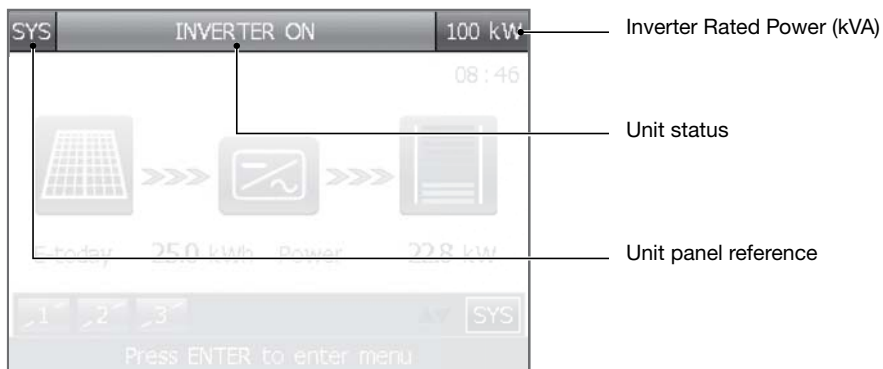 SYS INVERTER ON 100 kW Inverter Rated Power (kVA)
08:46
Unit status
E-today 25.0 kWh Power 22.8 kW Unit panel reference
1 2 3 SYS
Press ENTER to enter menu